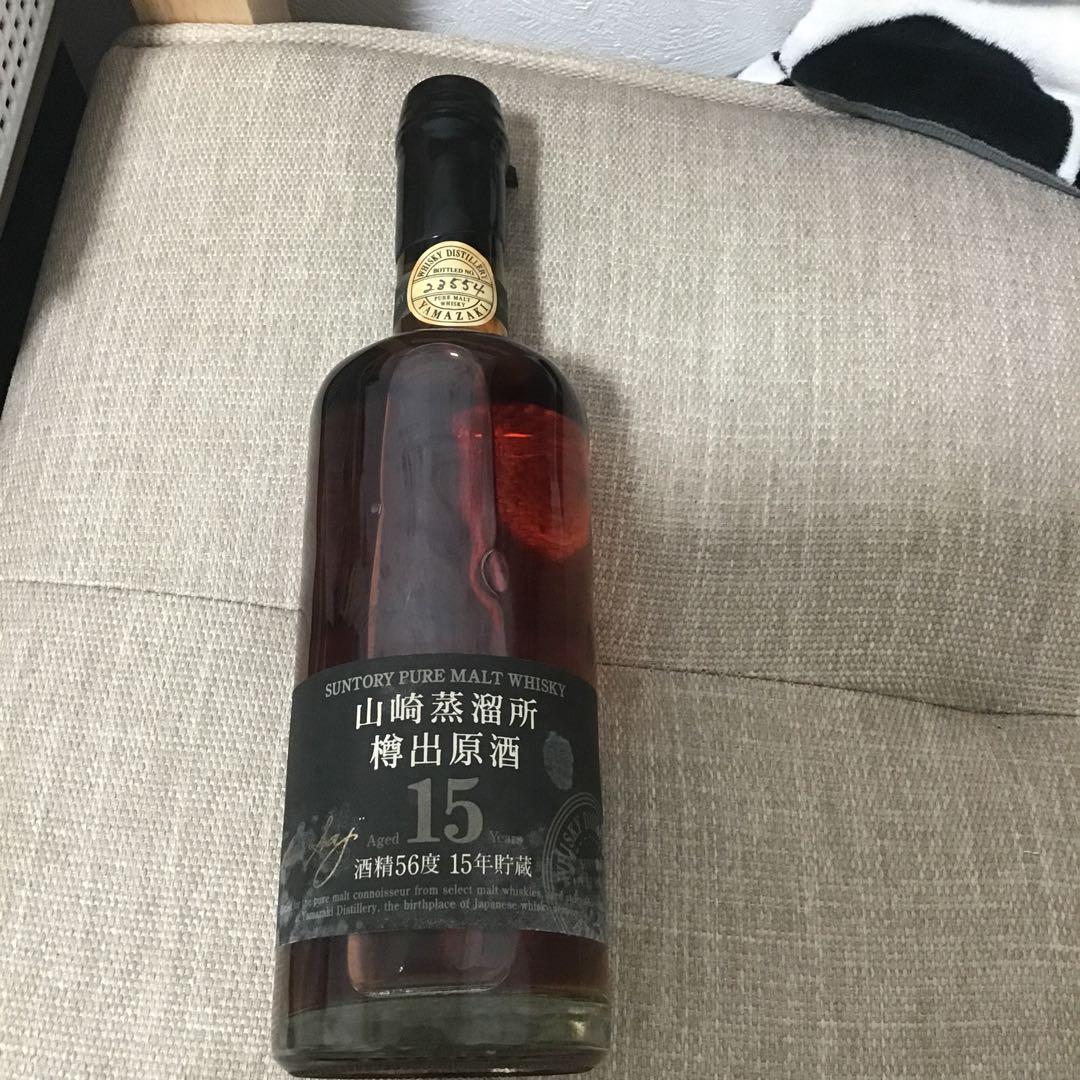 WHISKY DISTILLERY
BOTTLED NO.
23554
PURE MALT
WHISKY
YAMAZAKI
SUNTORY PURE MALT WHISKY
山崎蒸溜所
樽出原酒
15
Aged Years
酒精56度 15年貯蔵
pure malt connoisseur from select malt whiskies
Yamazaki Distillery, the birthplace of Japanese whisky
WHISKY